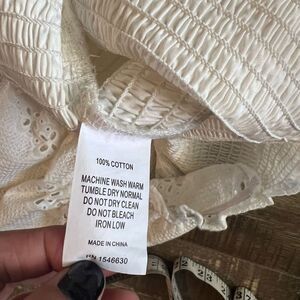 100% COTTON
MACHINE WASH WARM
TUMBLE DRY NORMAL
DO NOT DRY CLEAN
DO NOT BLEACH
IRON LOW
MADE IN CHINA
1546630